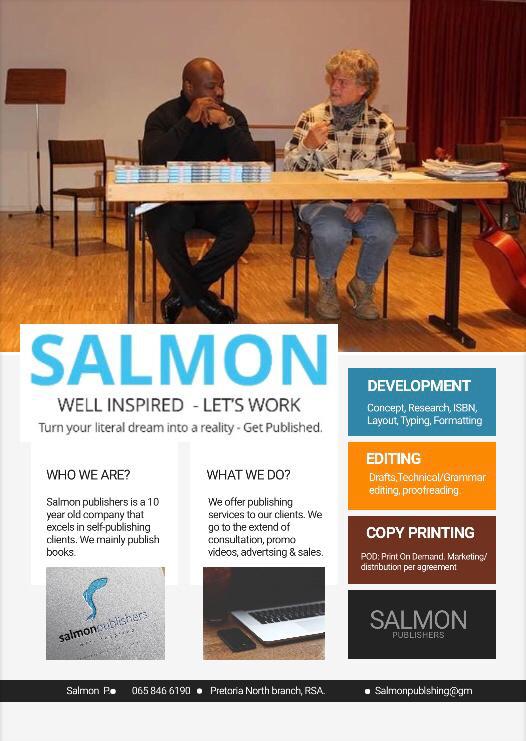 SALMON
WELL INSPIRED - LET'S WORK
Turn your literal dream into a reality - Get Published.
WHO WE ARE?
Salmon publishers is a 10
year old company that
excels in self-publishing
clients. We mainly publish
books.
WHAT WE DO?
We offer publishing
services to our clients. We
go to the extend of
consultation, promo
videos, advertsing & sales.
DEVELOPMENT
Concept, Research, ISBN,
Layout, Typing, Formatting
EDITING
Drafts,Technical/Grammar
editing, proofreading.
COPY PRINTING
POD: Print On Demand. Marketing/
distribution per agreement
salmonpublishers
SALMON
PUBLISHERS
Salmon P. ● 065 846 6190 ● Pretoria North branch, RSA. ● Salmonpublshing@gm